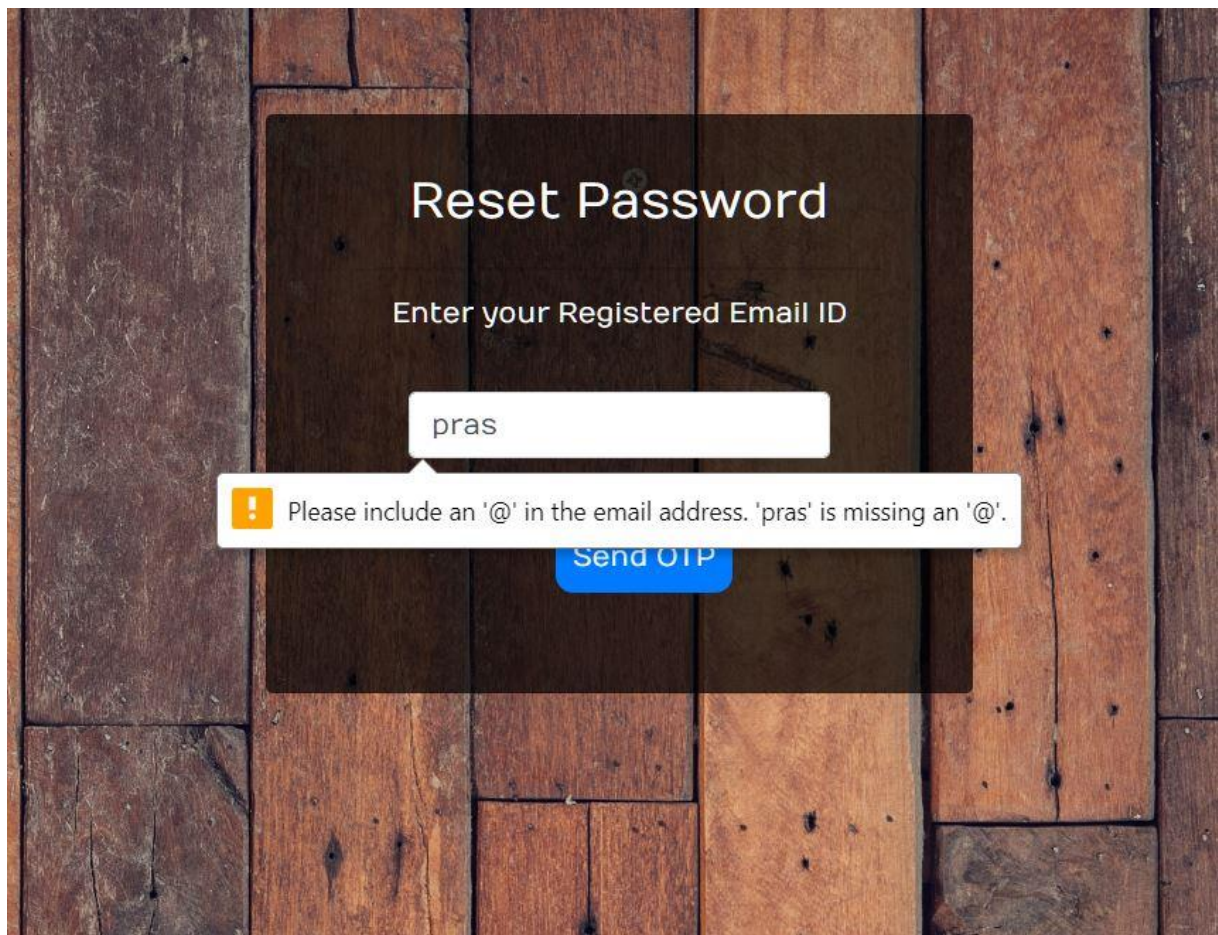 Reset Password
Enter your Registered Email ID
pras
! Please include an '@' in the email address. 'pras' is missing an '@'.
Send OTP